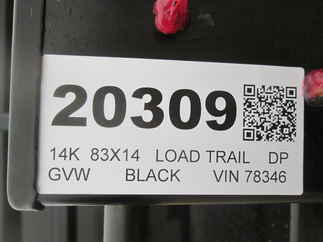 20309
14K 83X14 LOAD TRAIL DP
GVW BLACK VIN 78346